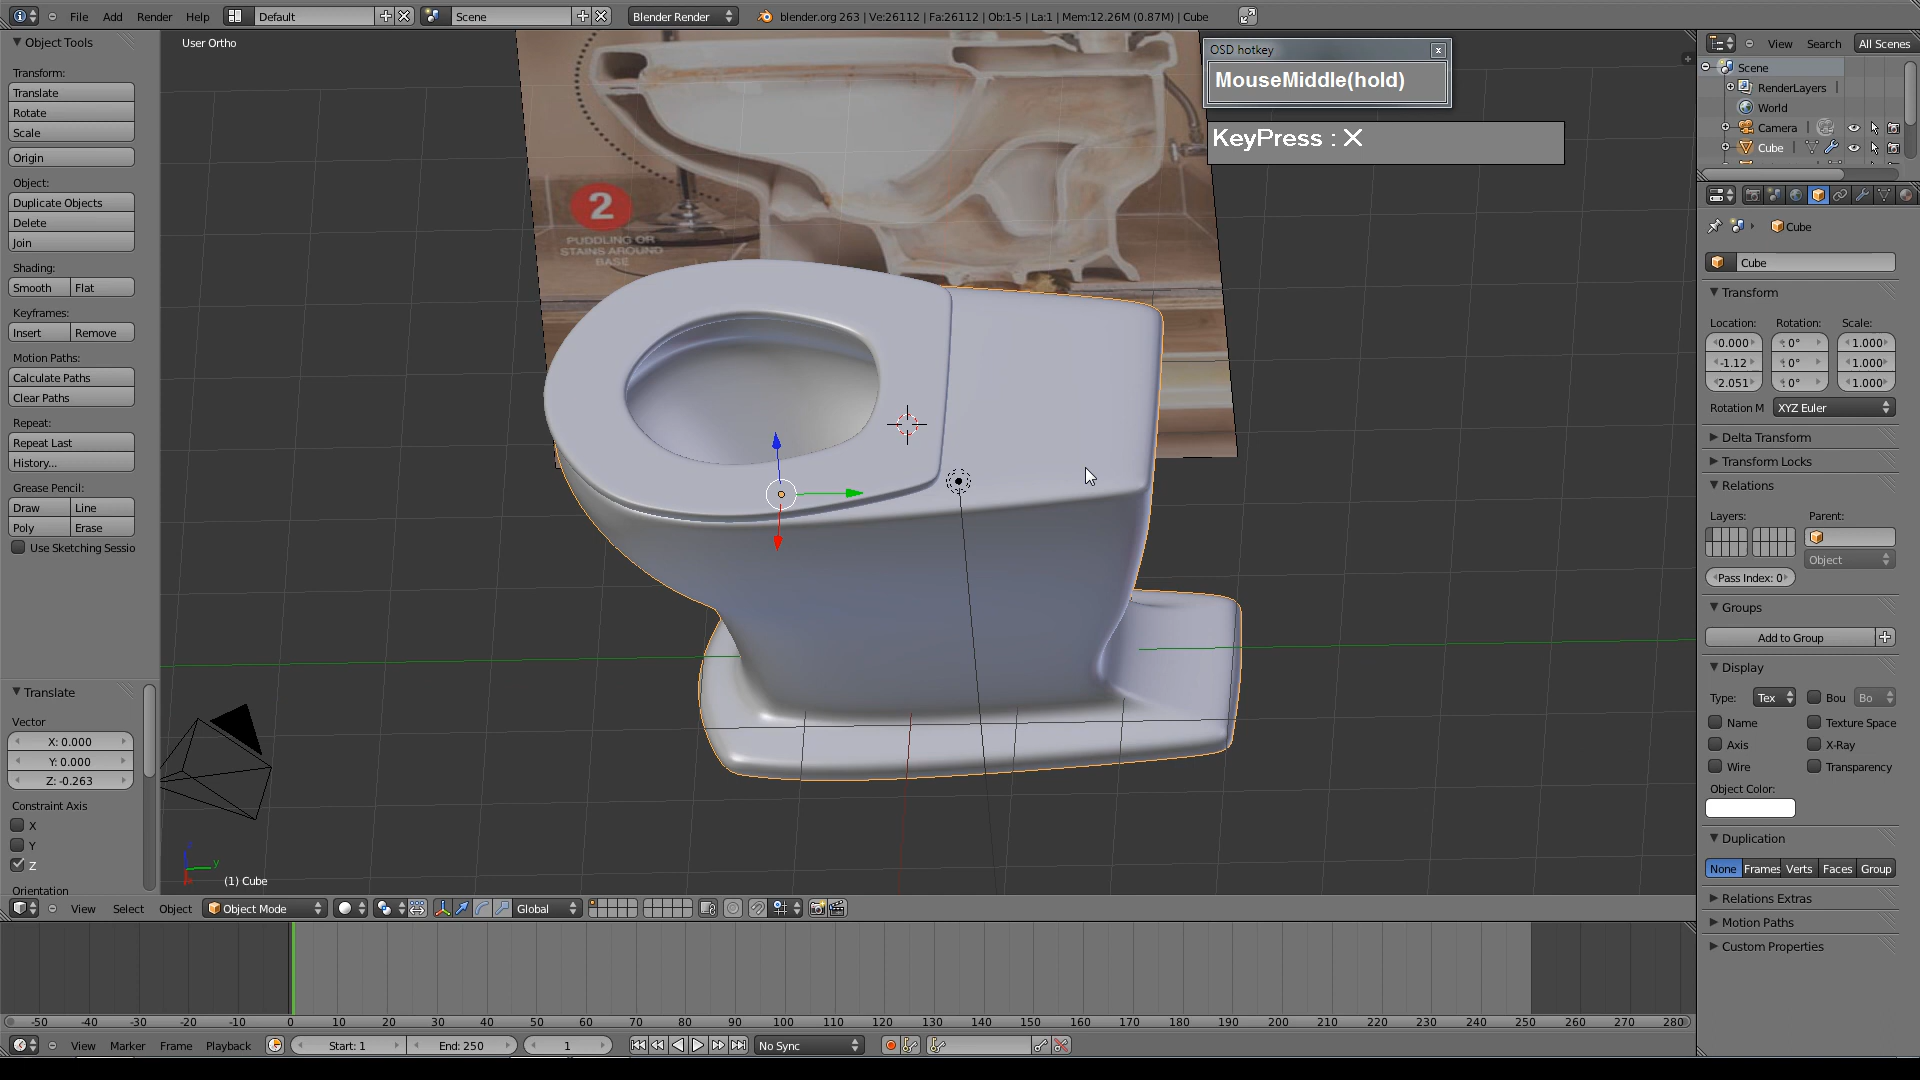 File Add Render Help Default Scene Blender Render blender.org 263 | Ve:26112 | Fa:26112 | Ob:1-5 | La:1 | Mem:12.26M (0.87M) | Cube
Object Tools
Transform:
Translate
Rotate
Scale
Origin
Object:
Duplicate Objects
Delete
Join
Shading:
Smooth Flat
Keyframes:
Insert Remove
Motion Paths:
Calculate Paths
Clear Paths
Repeat:
Repeat Last
History...
Grease Pencil:
Draw Line
Poly Erase
Use Sketching Sessio
Translate
Vector
X: 0.000
Y: 0.000
Z: -0.263
Constraint Axis
X
Y
Z
Orientation
User Ortho
2
PUDDLING OR
STAINS AROUND
BASE
OSD hotkey
MouseMiddle(hold)
KeyPress : X
y
(1) Cube
View Select Object Object Mode Global
-50 -40 -30 -20 -10 0 10 20 30 40 50 60 70 80 90 100 110 120 130 140 150 160 170 180 190 200 210 220 230 240 250 260 270 280
View Marker Frame Playback Start: 1 End: 250 1 No Sync
View Search All Scenes
Scene
RenderLayers
World
Camera
Cube
Cube
Cube
Transform
Location: Rotation: Scale:
0.000 0° 1.000
-1.12 0° 1.000
2.051 0° 1.000
Rotation M XYZ Euler
Delta Transform
Transform Locks
Relations
Layers: Parent:
Object
Pass Index: 0
Groups
Add to Group
Display
Type: Tex Bou Bo
Name Texture Space
Axis X-Ray
Wire Transparency
Object Color:
Duplication
None Frames Verts Faces Group
Relations Extras
Motion Paths
Custom Properties